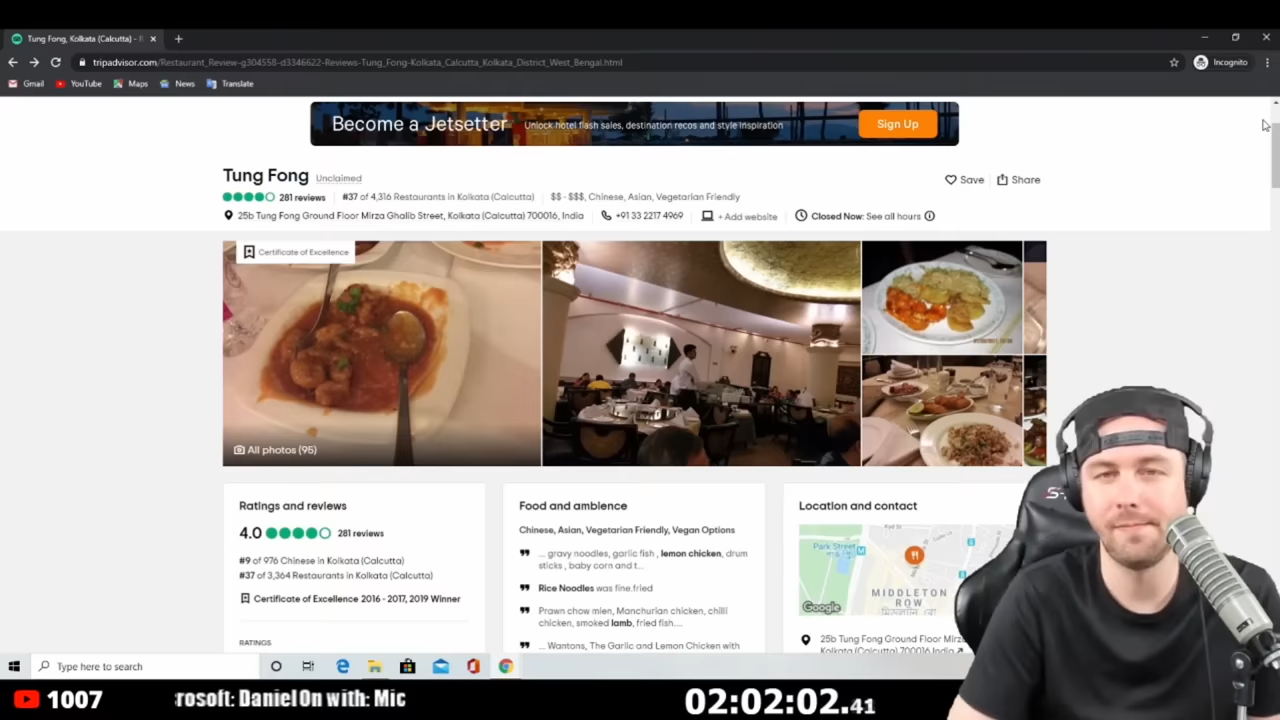 Tung Fong, Kolkata (Calcutta) -
tripadvisor.com/Restaurant_Review-g304558-d3346622-Reviews-Tung_Fong-Kolkata_Calcutta_Kolkata_District_West_Bengal.html
Incognito
Gmail YouTube Maps News Translate
Become a Jetsetter Unlock hotel flash sales, destination recos and style inspiration Sign Up
Tung Fong Unclaimed
Save Share
281 reviews #37 of 4,316 Restaurants in Kolkata (Calcutta) $$ - $$$, Chinese, Asian, Vegetarian Friendly
25b Tung Fong Ground Floor Mirza Ghalib Street, Kolkata (Calcutta) 700016, India +91 33 2217 4969 + Add website Closed Now: See all hours
Certificate of Excellence
All photos (95)
Ratings and reviews
4.0 281 reviews
#9 of 976 Chinese in Kolkata (Calcutta)
#37 of 3,364 Restaurants in Kolkata (Calcutta)
Certificate of Excellence 2016 - 2017, 2019 Winner
RATINGS
Food and ambience
Chinese, Asian, Vegetarian Friendly, Vegan Options
... gravy noodles, garlic fish , lemon chicken, drum
sticks , baby corn and t...
Rice Noodles was fine.fried
Prawn chow mien, Manchurian chicken, chilli
chicken, smoked lamb, fried fish....
... Wantons, The Garlic and Lemon Chicken with
Location and contact
Park Street
MIDDLETON
ROW
Google
25b Tung Fong Ground Floor Mirza
Kolkata (Calcutta) 700016 India
Type here to search
1007
rosoft: Daniel On with: Mic
02:02:02.41